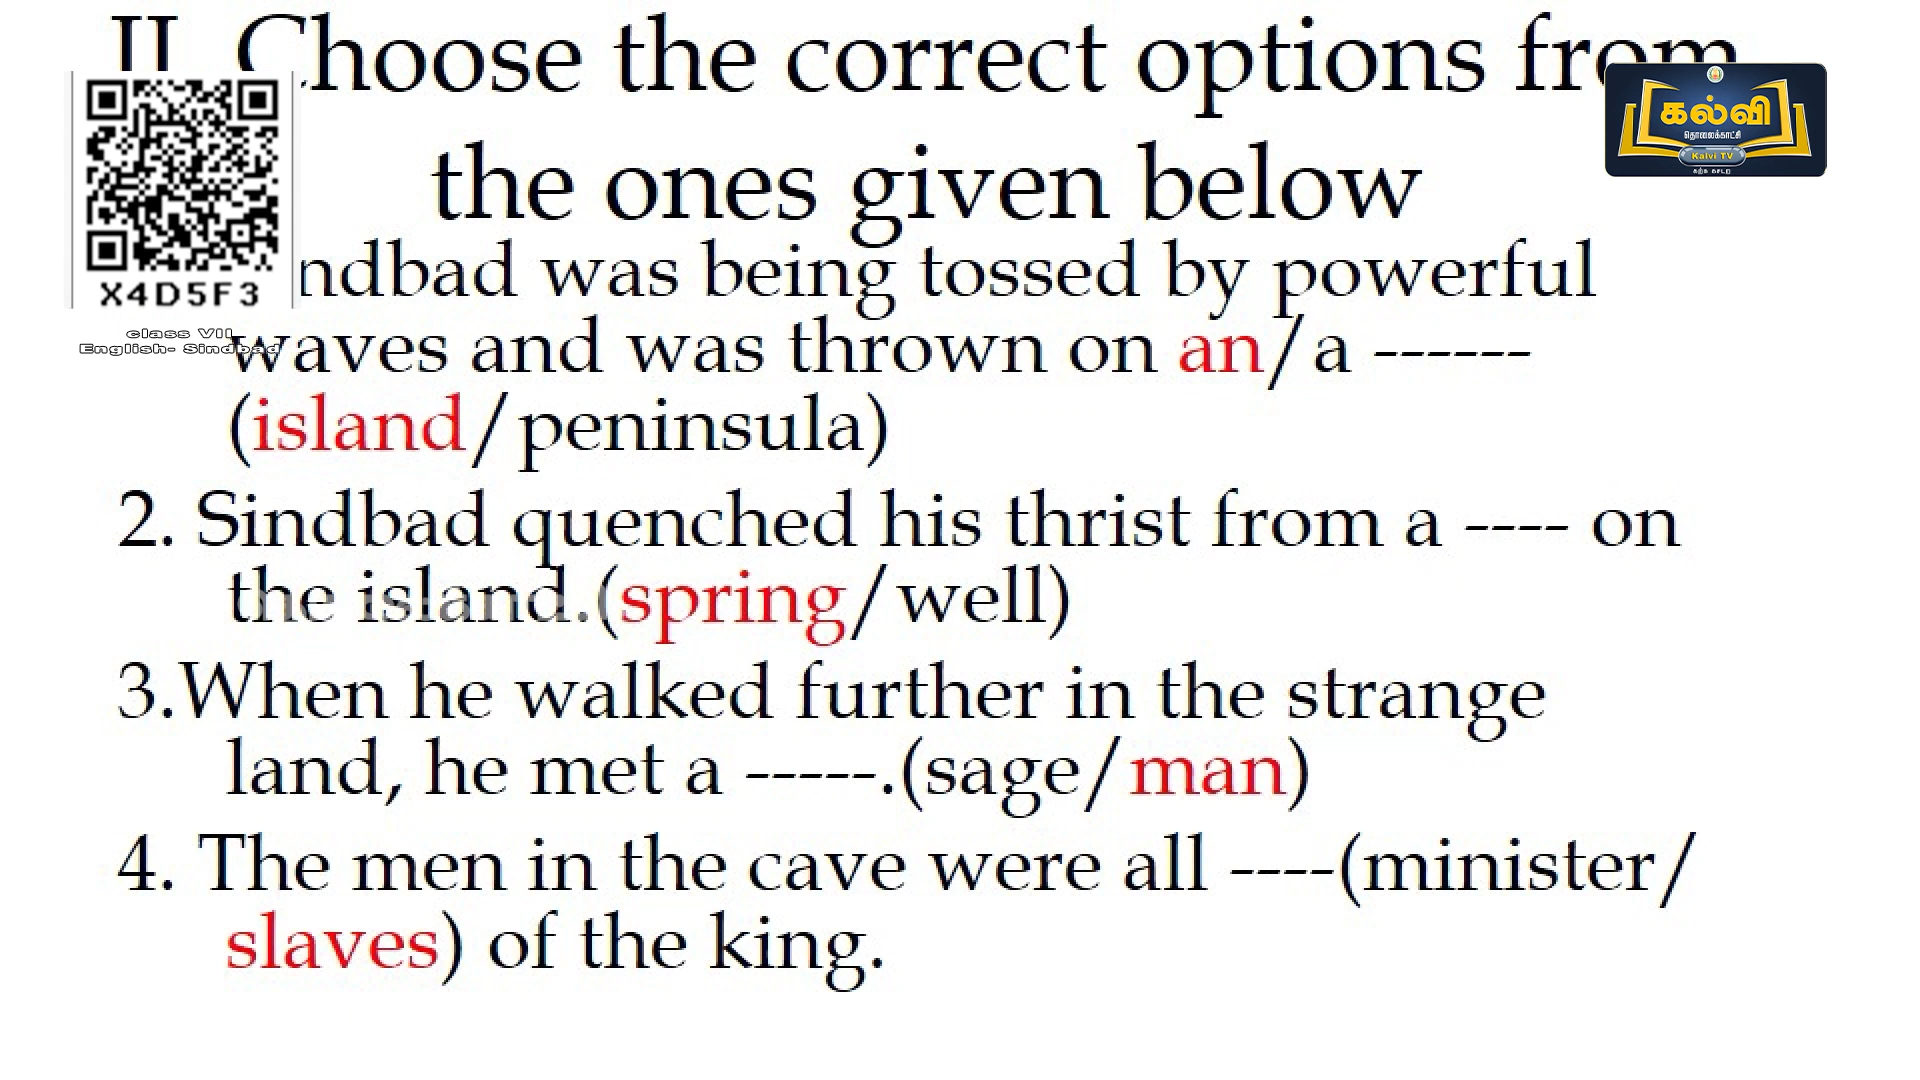 II Choose the correct options from
the ones given below
ndbad was being tossed by powerful
waves and was thrown on an/a ------
(island/peninsula)
2. Sindbad quenched his thrist from a ---- on
the island.(spring/well)
3.When he walked further in the strange
land, he met a -----.(sage/man)
4. The men in the cave were all ----(minister/
slaves) of the king.
X4D5F3
class VII
English- Sindbad
கல்வி
தொலைக்காட்சி
Kalvi TV